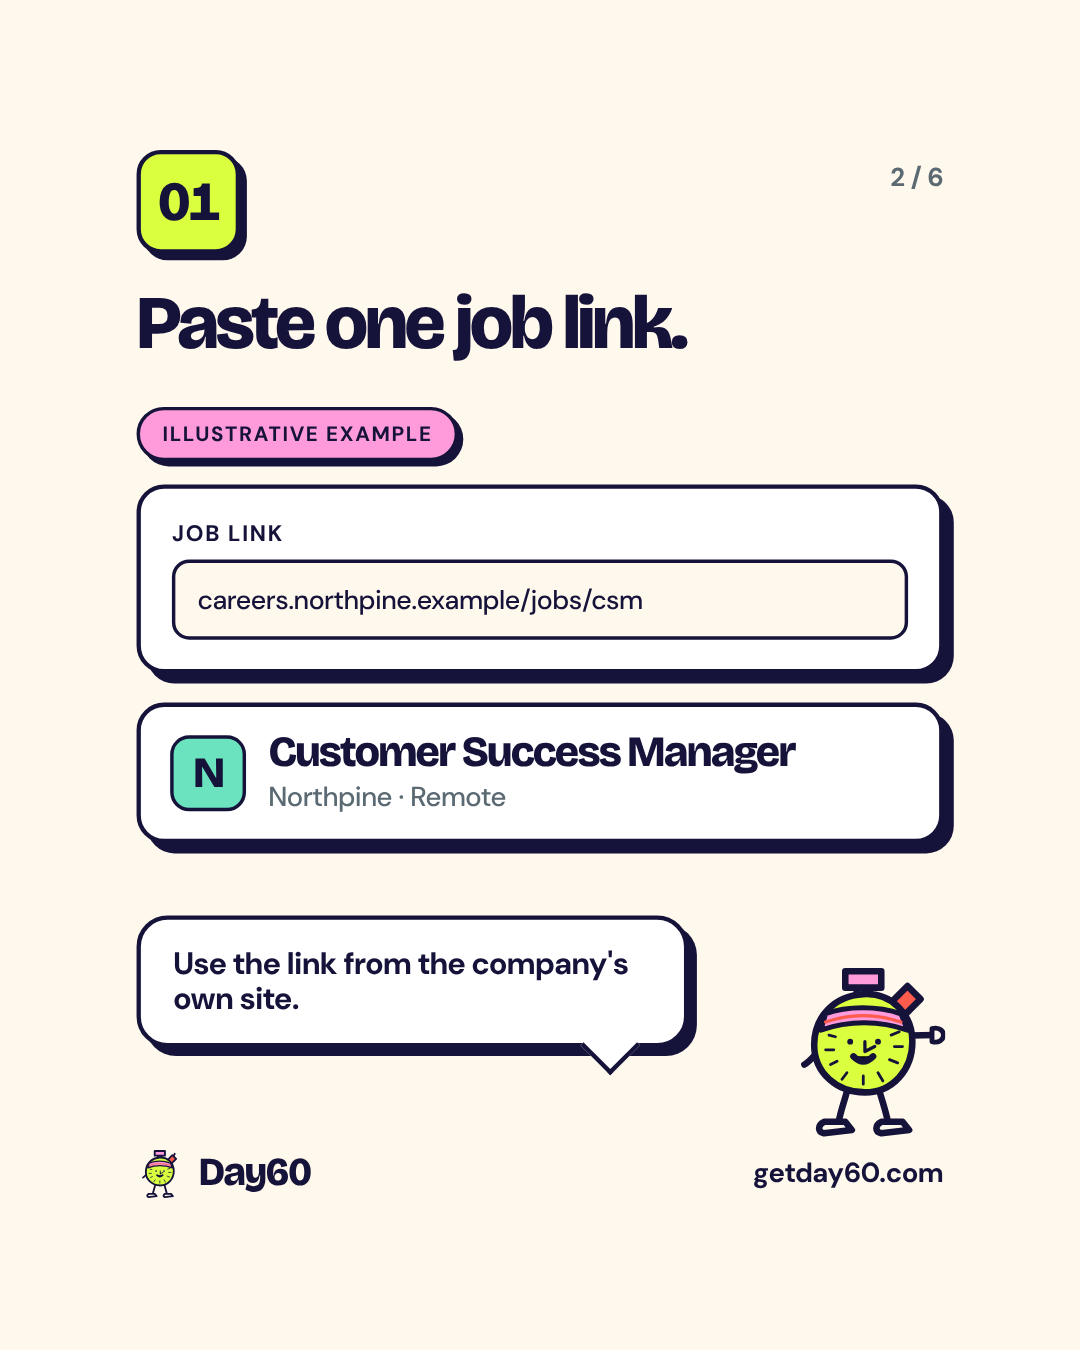 01
2 / 6
Paste one job link.
ILLUSTRATIVE EXAMPLE
JOB LINK
careers.northpine.example/jobs/csm
N
Customer Success Manager
Northpine · Remote
Use the link from the company's
own site.
Day60
getday60.com